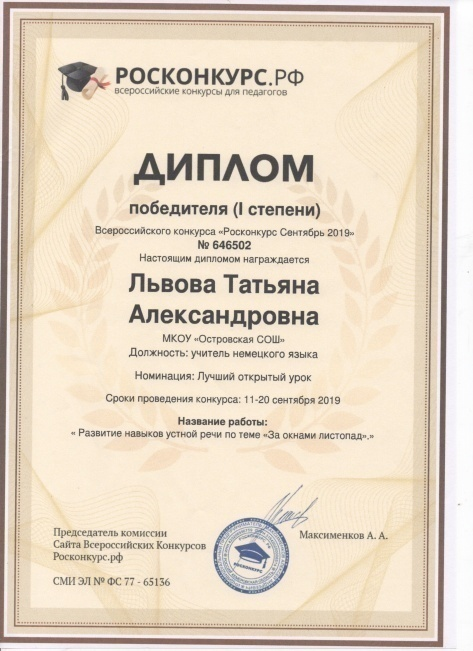 РОСКОНКУРС.РФ
всероссийские конкурсы для педагогов
ДИПЛОМ
победителя (I степени)
Всероссийского конкурса «Росконкурс Сентябрь 2019»
№ 646502
Настоящим дипломом награждается
Львова Татьяна
Александровна
МКОУ «Островская СОШ»
Должность: учитель немецкого языка
Номинация: Лучший открытый урок
Сроки проведения конкурса: 11-20 сентября 2019
Название работы:
« Развитие навыков устной речи по теме «За окнами листопад».»
Председатель комиссии
Сайта Всероссийских Конкурсов
Росконкурс.рф
Максименков А. А.
СМИ ЭЛ № ФС 77 - 65136
РОСКОНКУРС